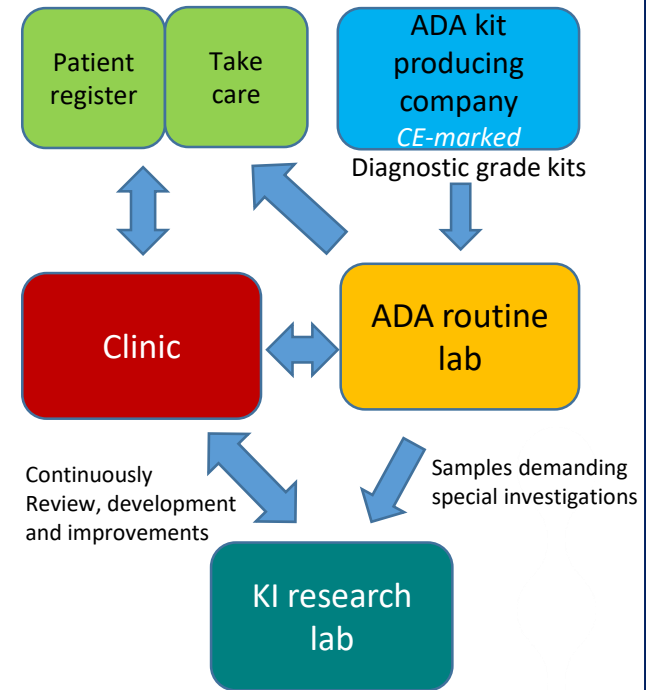 Patient
register
Take
care
ADA kit
producing
company
CE-marked
Diagnostic grade kits
Clinic
ADA routine
lab
Continuously
Review, development
and improvements
Samples demanding
special investigations
KI research
lab